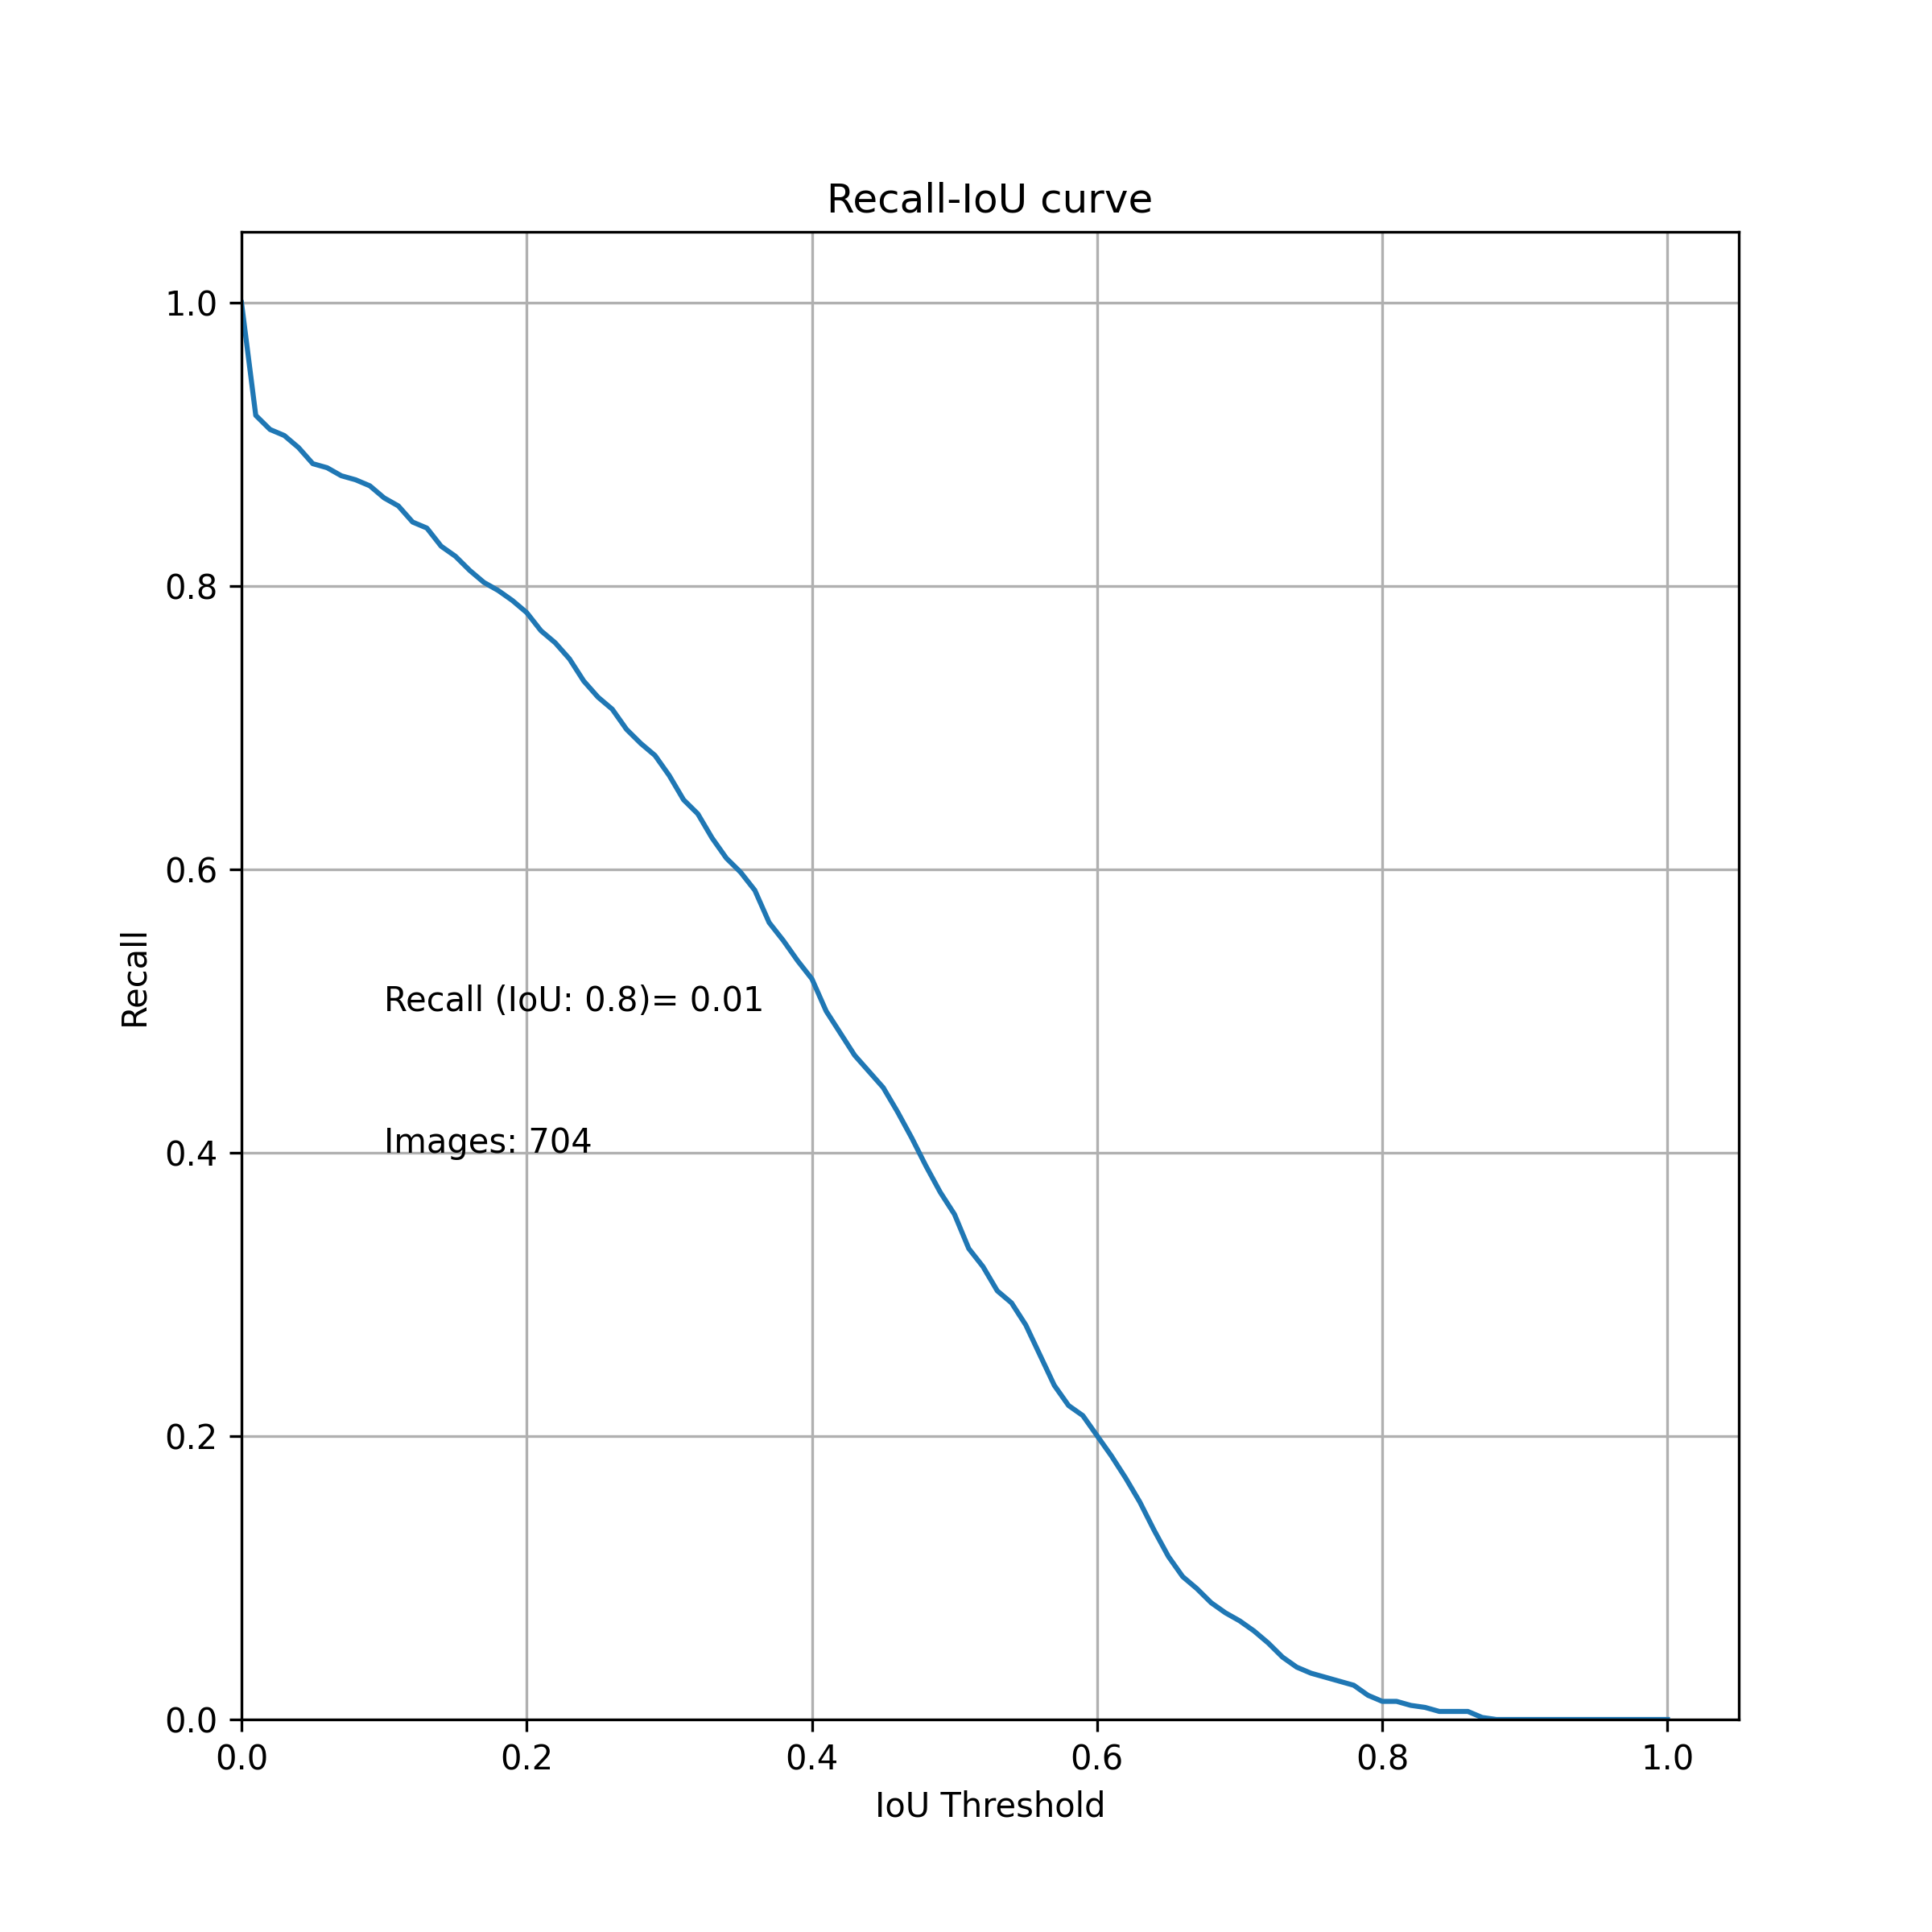 Recall-IoU curve
1.0
0.8
0.6
0.4
0.2
0.0
Recall
Recall (IoU: 0.8)= 0.01
Images: 704
0.0 0.2 0.4 0.6 0.8 1.0
IoU Threshold